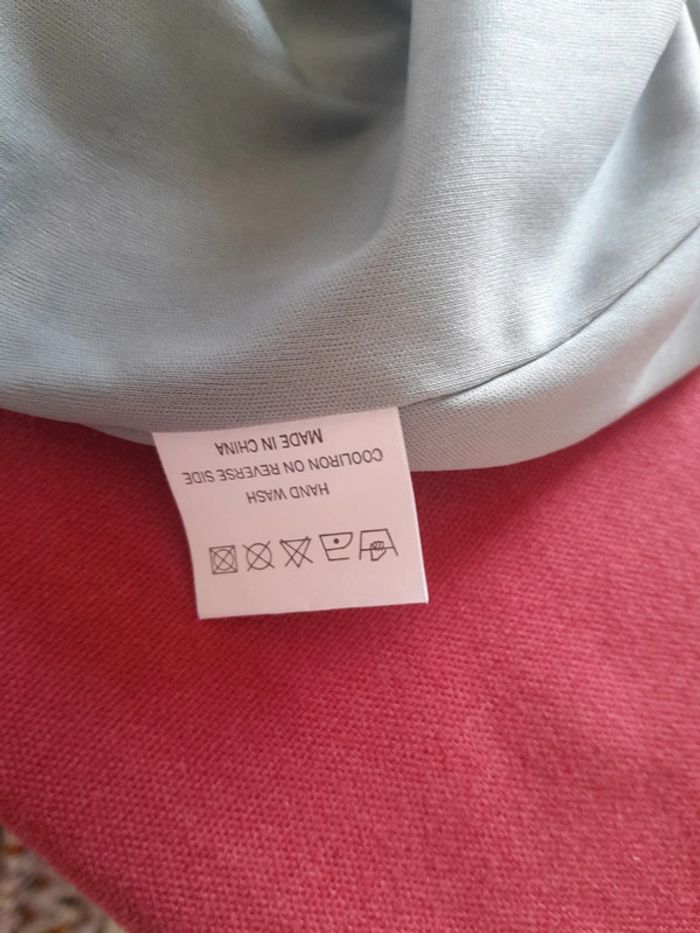 HAND WASH
COOLIRON ON REVERSE SIDE
MADE IN CHINA